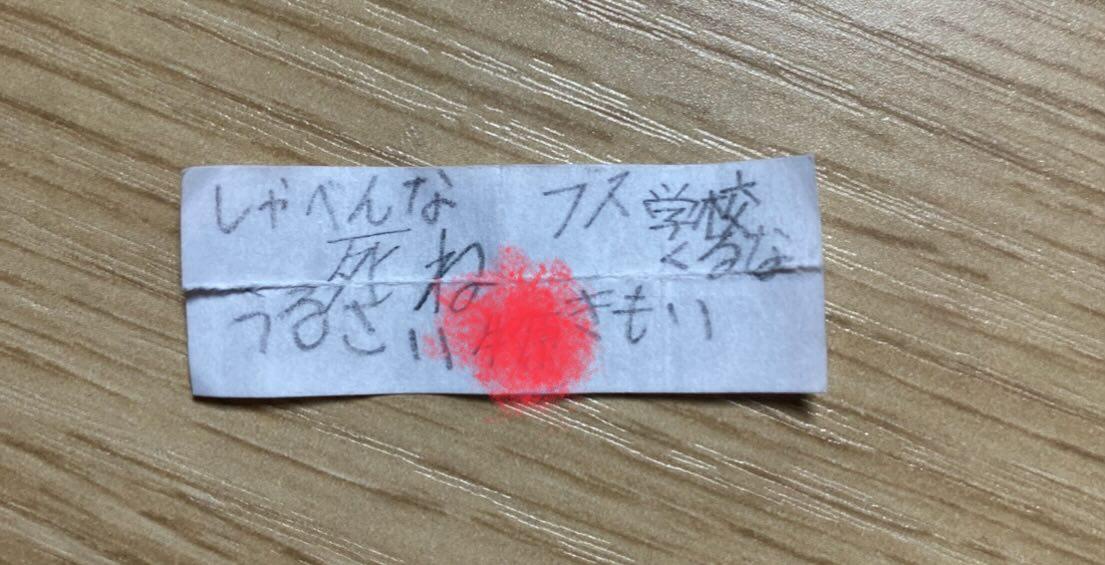 しゃべんな フス 学校
くるな
死ね
うるさい きもい